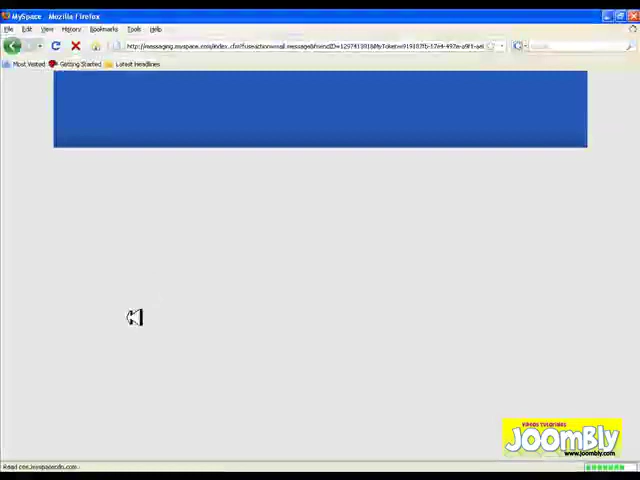 MySpace - Mozilla Firefox
File Edit View History Bookmarks Tools Help
Most Visited Getting Started Latest Headlines
Videos tutoriales
JOOMBLY
www.joombly.com